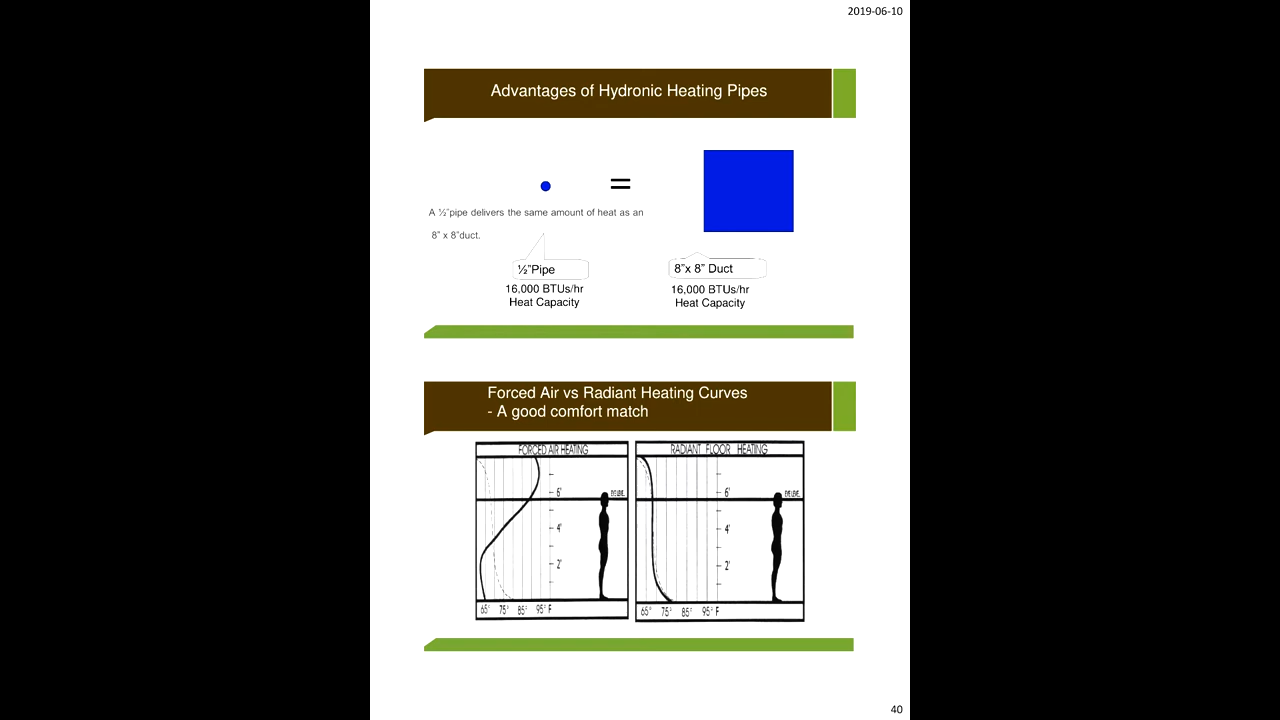 2019-06-10
Advantages of Hydronic Heating Pipes
=
A ½"pipe delivers the same amount of heat as an
8" x 8"duct.
½"Pipe
8"x 8" Duct
16,000 BTUs/hr
Heat Capacity
16,000 BTUs/hr
Heat Capacity
Forced Air vs Radiant Heating Curves
- A good comfort match
FORCED AIR HEATING
6'
EYE LEVEL
4'
2'
65° 75° 85° 95° F
RADIANT FLOOR HEATING
6'
EYE LEVEL
4'
2'
65° 75° 85° 95° F
40